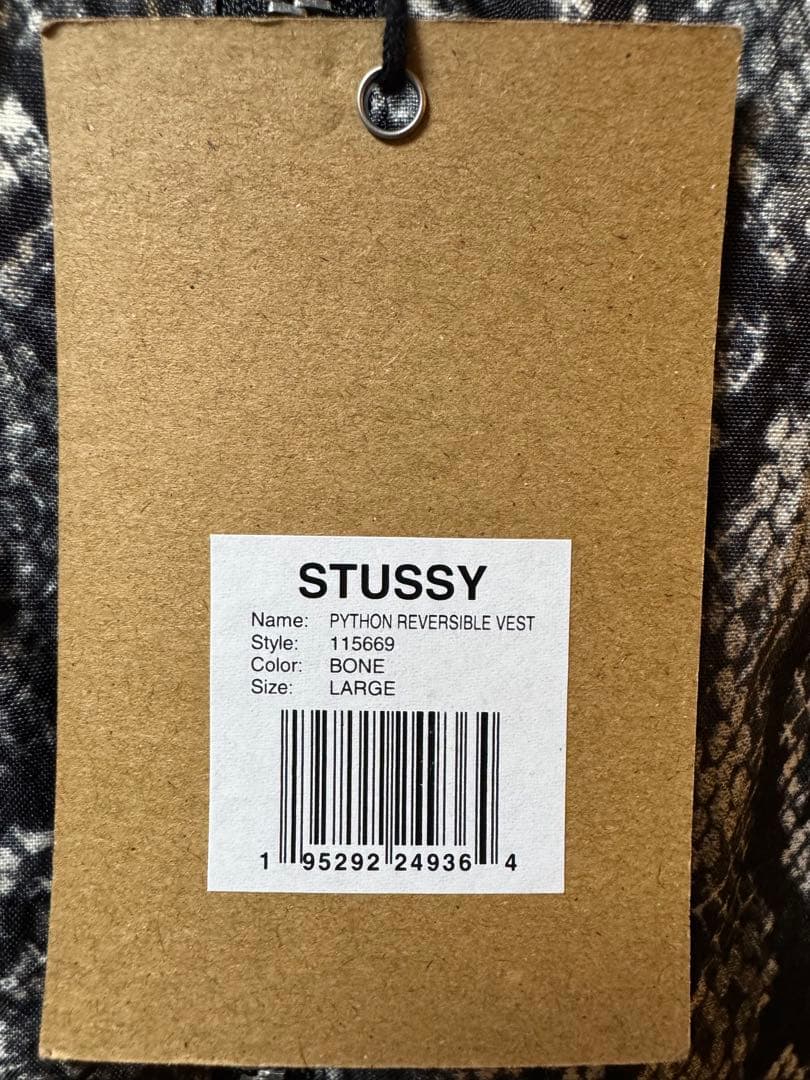 STUSSY
Name: PYTHON REVERSIBLE VEST
Style: 115669
Color: BONE
Size: LARGE
1 95292 24936 4